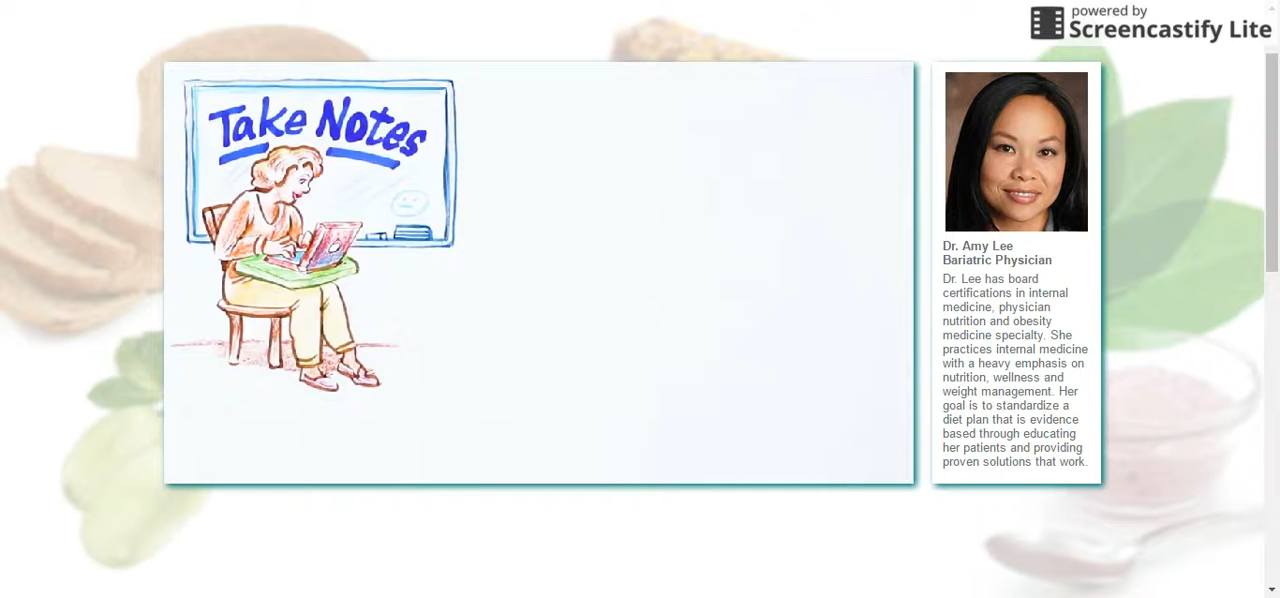 powered by
Screencastify Lite
Take Notes
Dr. Amy Lee
Bariatric Physician
Dr. Lee has board
certifications in internal
medicine, physician
nutrition and obesity
medicine specialty. She
practices internal medicine
with a heavy emphasis on
nutrition, wellness and
weight management. Her
goal is to standardize a
diet plan that is evidence
based through educating
her patients and providing
proven solutions that work.